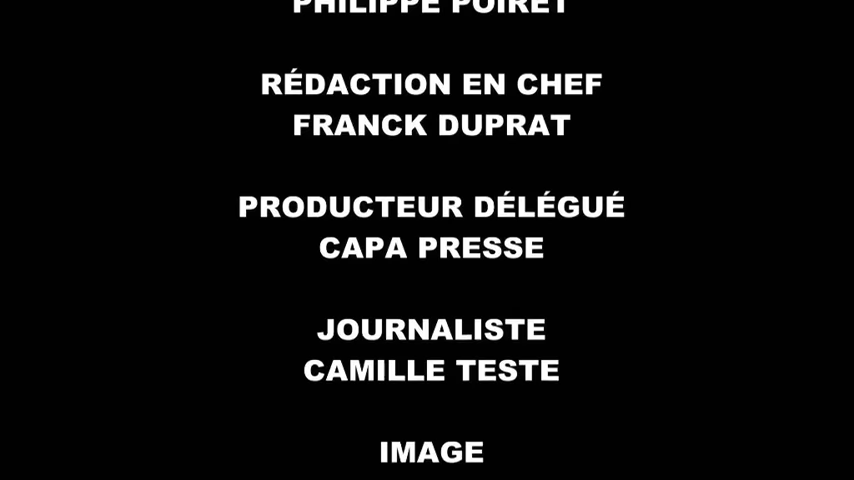 PHILIPPE POIRET
RÉDACTION EN CHEF
FRANCK DUPRAT
PRODUCTEUR DÉLÉGUÉ
CAPA PRESSE
JOURNALISTE
CAMILLE TESTE
IMAGE